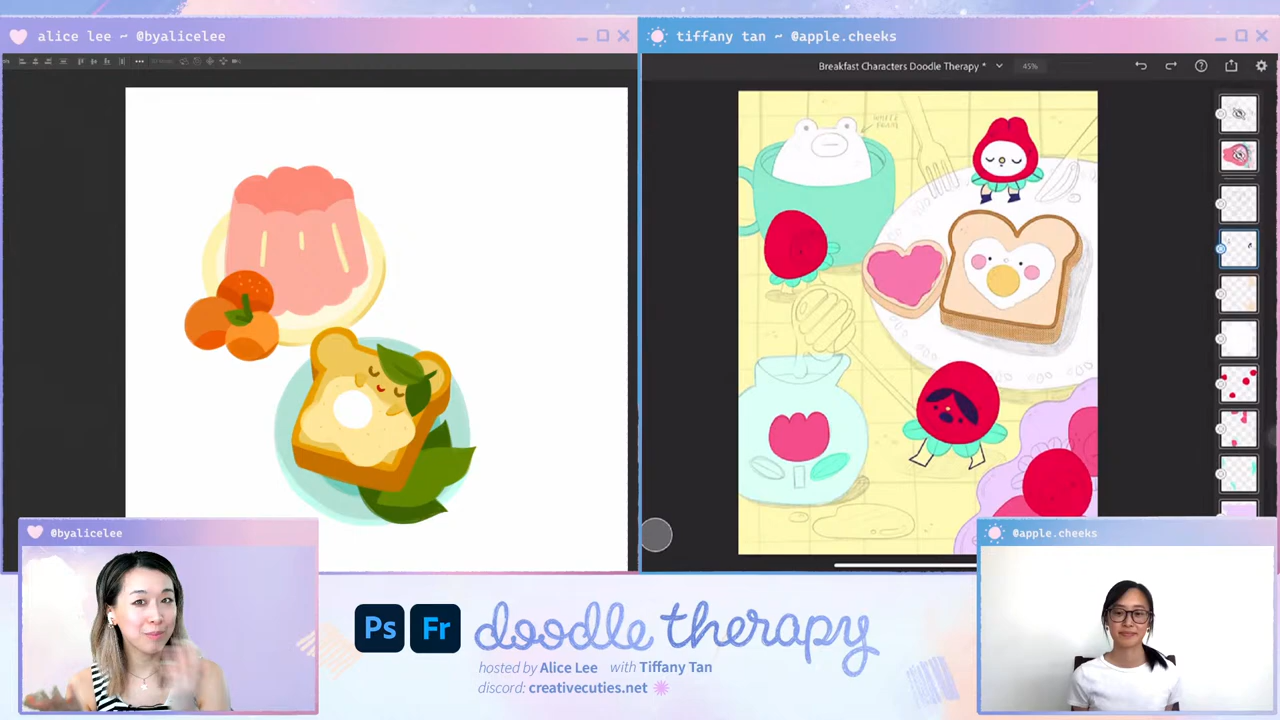 alice lee ~ @byalicelee
tiffany tan ~ @apple.cheeks
Breakfast Characters Doodle Therapy *
45%
@byalicelee
@apple.cheeks
Ps Fr doodle therapy
hosted by Alice Lee with Tiffany Tan
discord: creativecuties.net